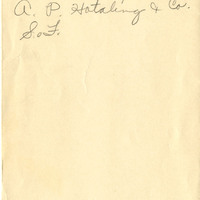 A. P. Hotaling & Co.
S.F.